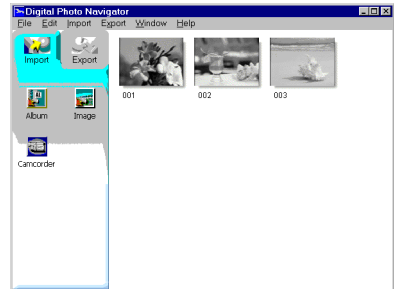 Digital Photo Navigator
File Edit Import Export Window Help
Import Export
001 002 003
Album Image
Camcorder